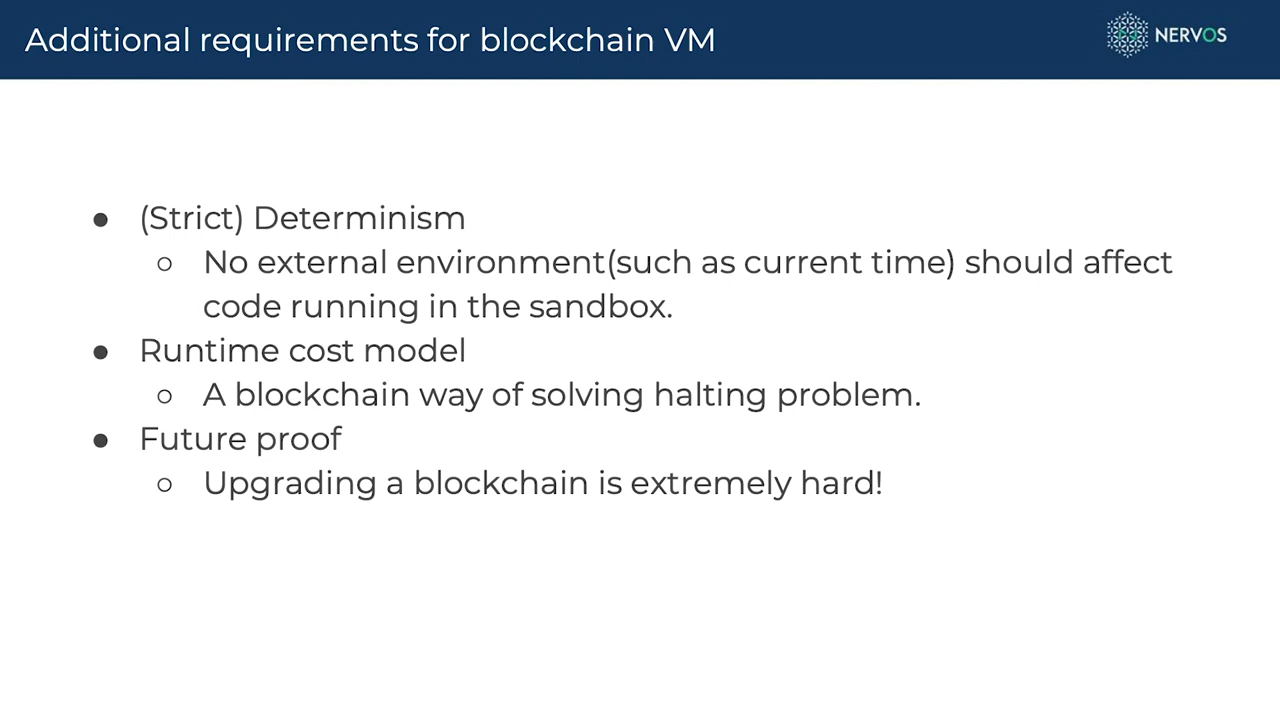 Additional requirements for blockchain VM
NERVOS
● (Strict) Determinism
○ No external environment(such as current time) should affect
code running in the sandbox.
● Runtime cost model
○ A blockchain way of solving halting problem.
● Future proof
○ Upgrading a blockchain is extremely hard!